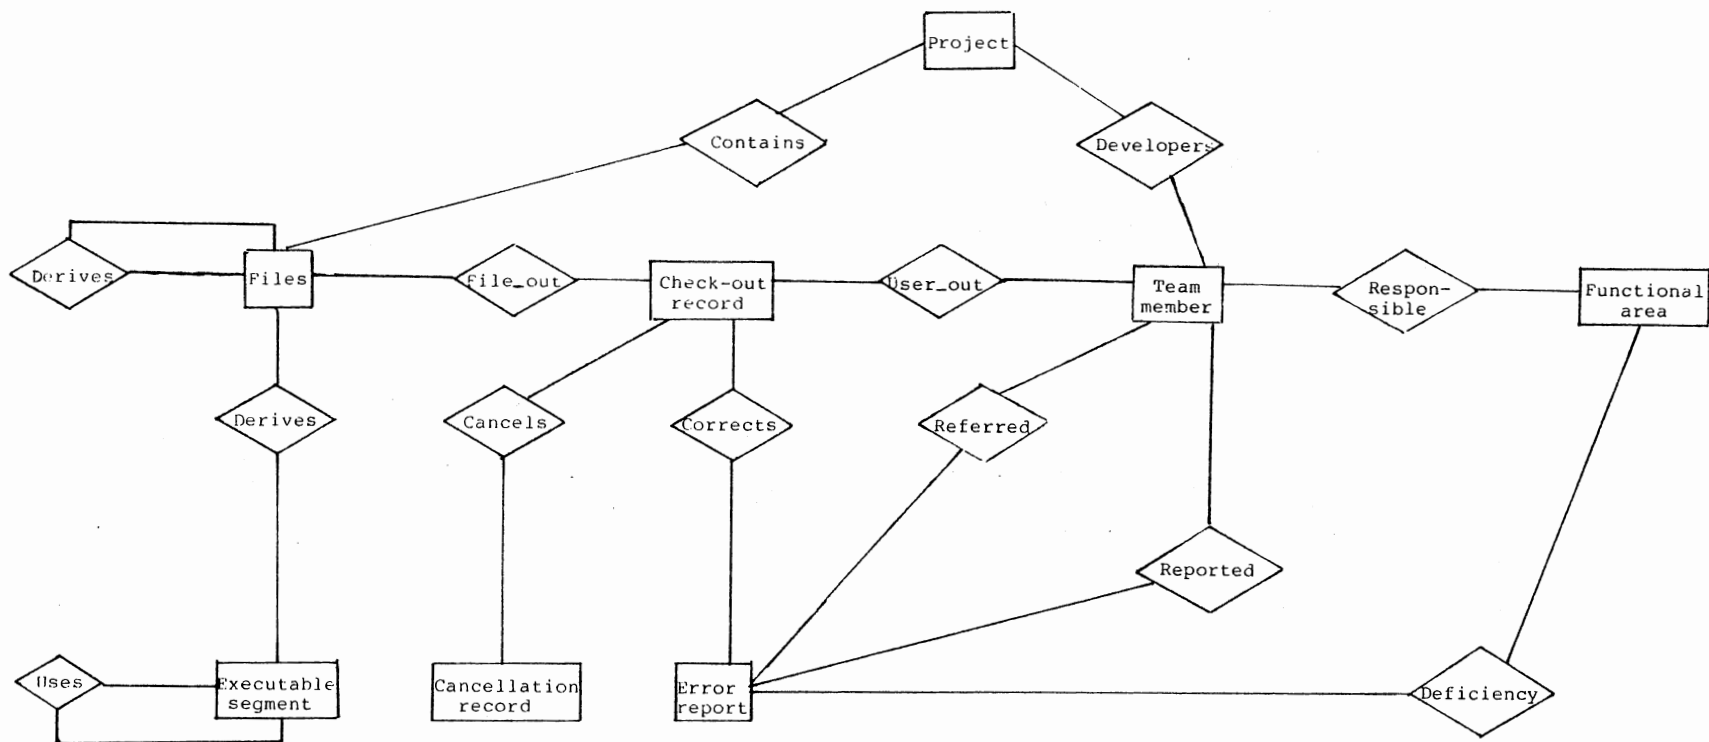 Project
Contains
Developers
Derives
Files
File_out
Check-out
record
User_out
Team
member
Respon-
sible
Functional
area
Derives
Cancels
Corrects
Referred
Reported
Uses
Executable
segment
Cancellation
record
Error
report
Deficiency